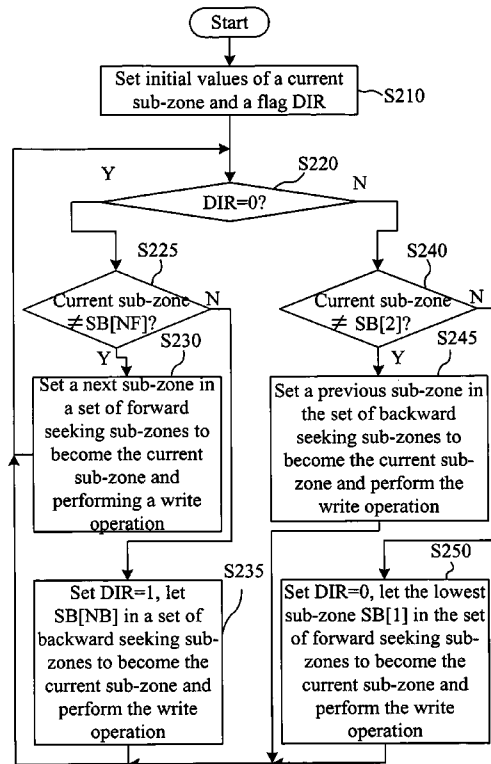 Start
Set initial values of a current
sub-zone and a flag DIR
S210
S220
Y
N
DIR=0?
S225
S240
Current sub-zone
≠SB[NF]?
N
Current sub-zone
≠ SB[2]?
N
Y
S230
Y
S245
Set a next sub-zone in
a set of forward
seeking sub-zones to
become the current
sub-zone and
performing a write
operation
Set a previous sub-zone in
the set of backward
seeking sub-zones to
become the current sub-
zone and perform the
write operation
S235
S250
Set DIR=1, let
SB[NB] in a set of
backward seeking sub-
zones to become the
current sub-zone and
perform the write
operation
Set DIR=0, let the lowest
sub-zone SB[1] in the set
of forward seeking sub-
zones to become the
current sub-zone and
perform the write
operation